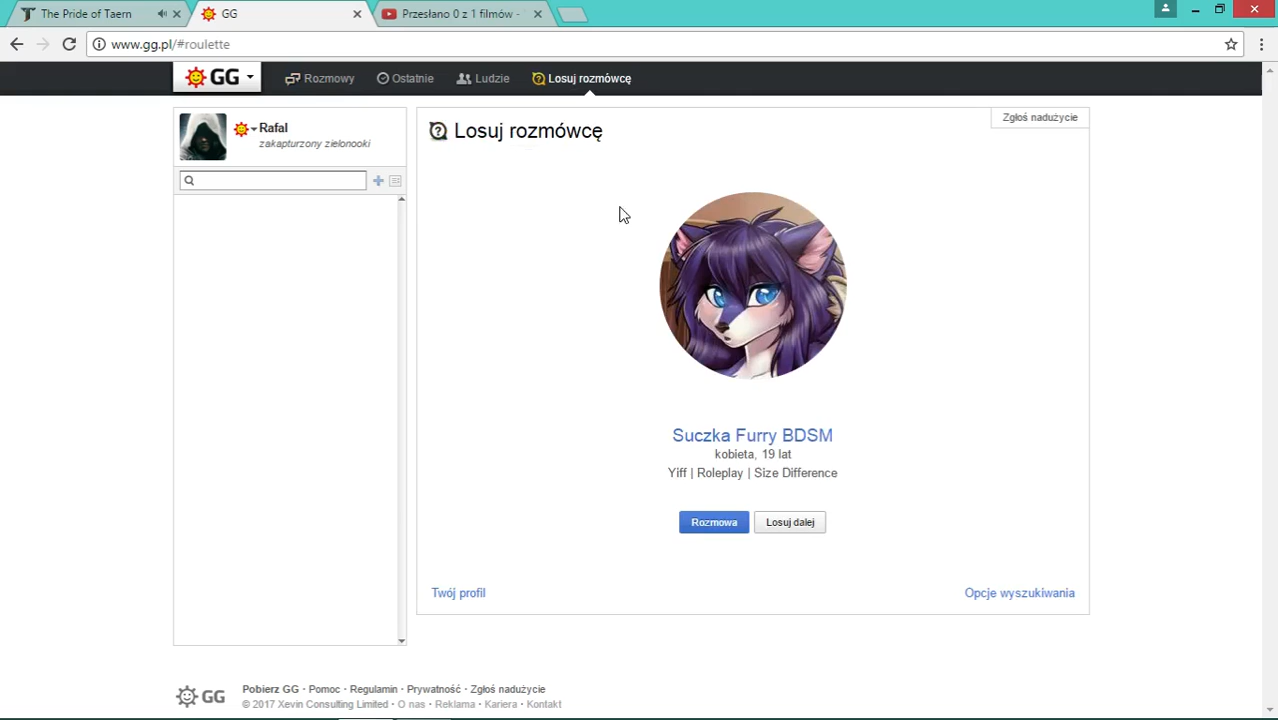 The Pride of Taern
GG
Przesłano 0 z 1 filmów -
www.gg.pl/#roulette
GG
Rozmowy
Ostatnie
Ludzie
Losuj rozmówcę
Rafal
zakapturzony zielonooki
Losuj rozmówcę
Zgłoś nadużycie
Suczka Furry BDSM
kobieta, 19 lat
Yiff | Roleplay | Size Difference
Rozmowa
Losuj dalej
Twój profil
Opcje wyszukiwania
GG
Pobierz GG · Pomoc · Regulamin · Prywatność · Zgłoś nadużycie
© 2017 Xevin Consulting Limited · O nas · Reklama · Kariera · Kontakt